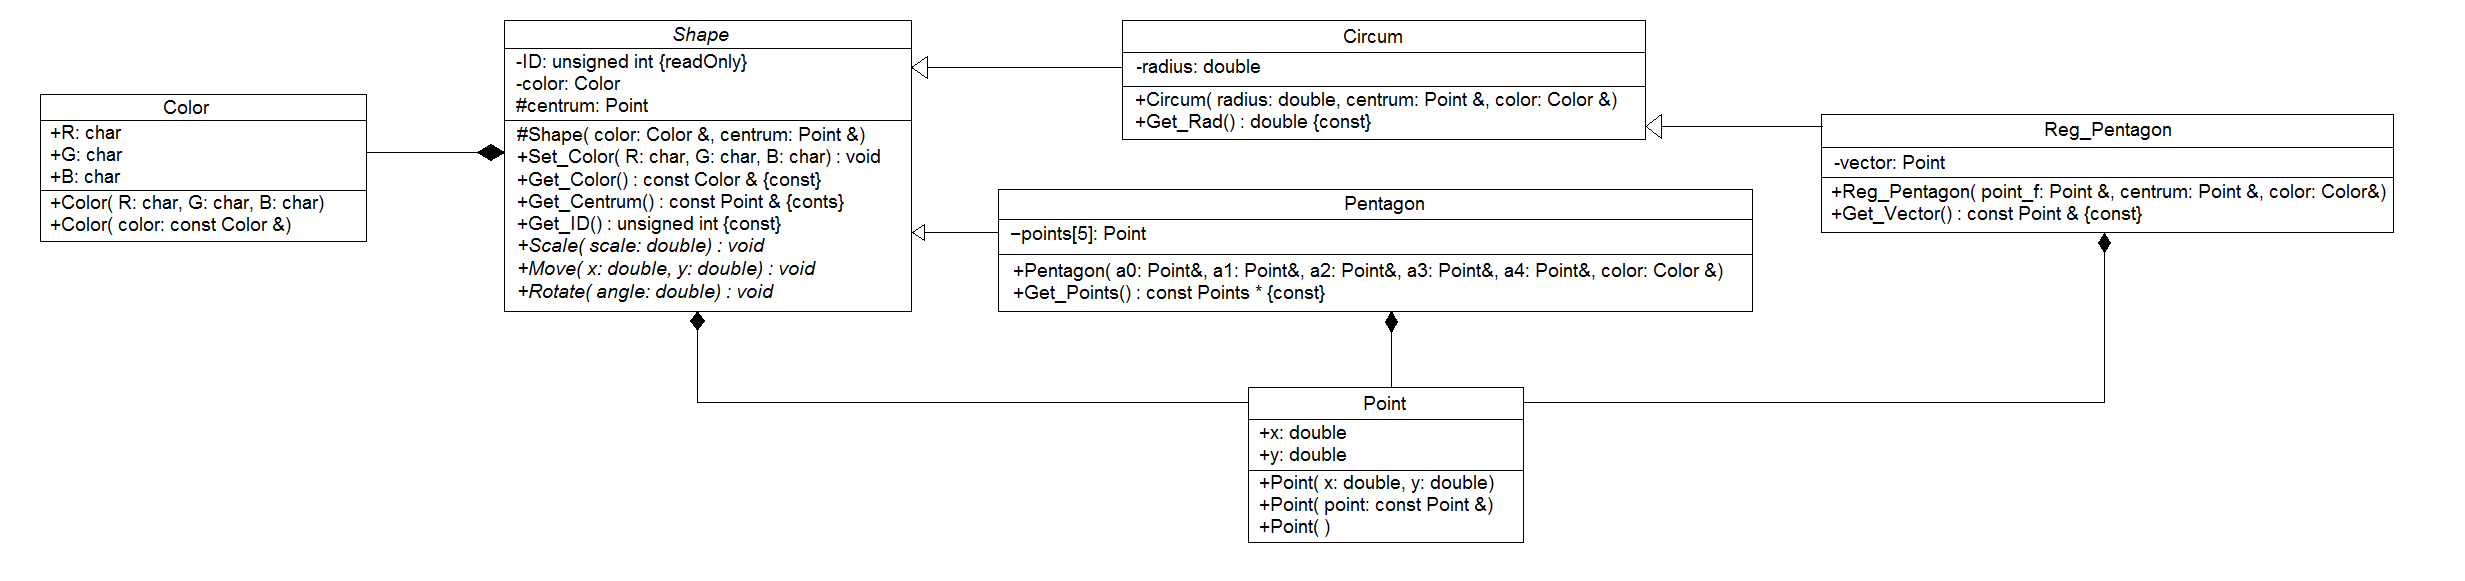 Color
+R: char
+G: char
+B: char
+Color( R: char, G: char, B: char)
+Color( color: const Color &)
Shape
-ID: unsigned int {readOnly}
-color: Color
#centrum: Point
#Shape( color: Color &, centrum: Point &)
+Set_Color( R: char, G: char, B: char) : void
+Get_Color() : const Color & {const}
+Get_Centrum() : const Point & {conts}
+Get_ID() : unsigned int {const}
+Scale( scale: double) : void
+Move( x: double, y: double) : void
+Rotate( angle: double) : void
Circum
-radius: double
+Circum( radius: double, centrum: Point &, color: Color &)
+Get_Rad() : double {const}
Reg_Pentagon
-vector: Point
+Reg_Pentagon( point_f: Point &, centrum: Point &, color: Color&)
+Get_Vector() : const Point & {const}
Pentagon
−points[5]: Point
+Pentagon( a0: Point&, a1: Point&, a2: Point&, a3: Point&, a4: Point&, color: Color &)
+Get_Points() : const Points * {const}
Point
+x: double
+y: double
+Point( x: double, y: double)
+Point( point: const Point &)
+Point( )